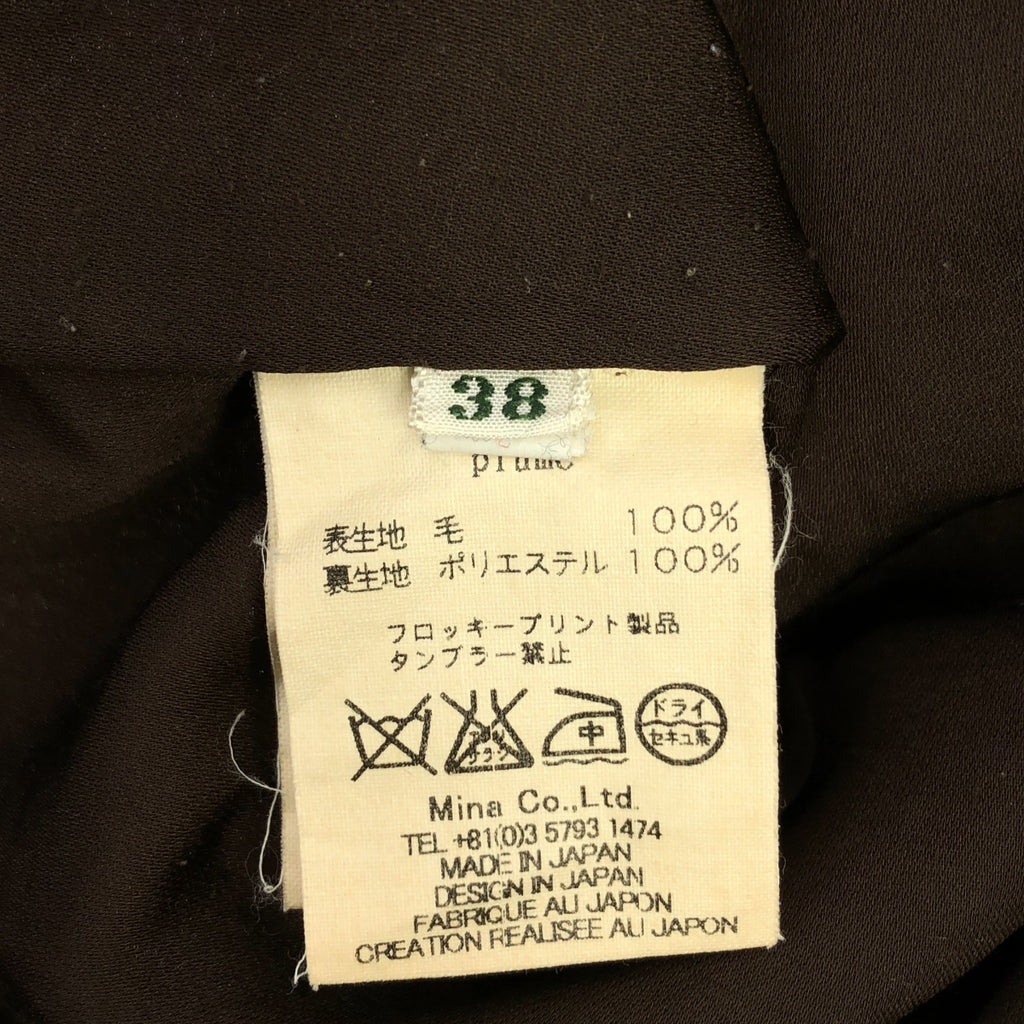 38
plume
表生地 毛 100%
裏生地 ポリエステル 100%
フロッキープリント製品
タンブラー禁止
中
ドライ
セキユ系
Mina Co.,Ltd.
TEL +81(0)3 5793 1474
MADE IN JAPAN
DESIGN IN JAPAN
FABRIQUE AU JAPON
CREATION REALISEE AU JAPON